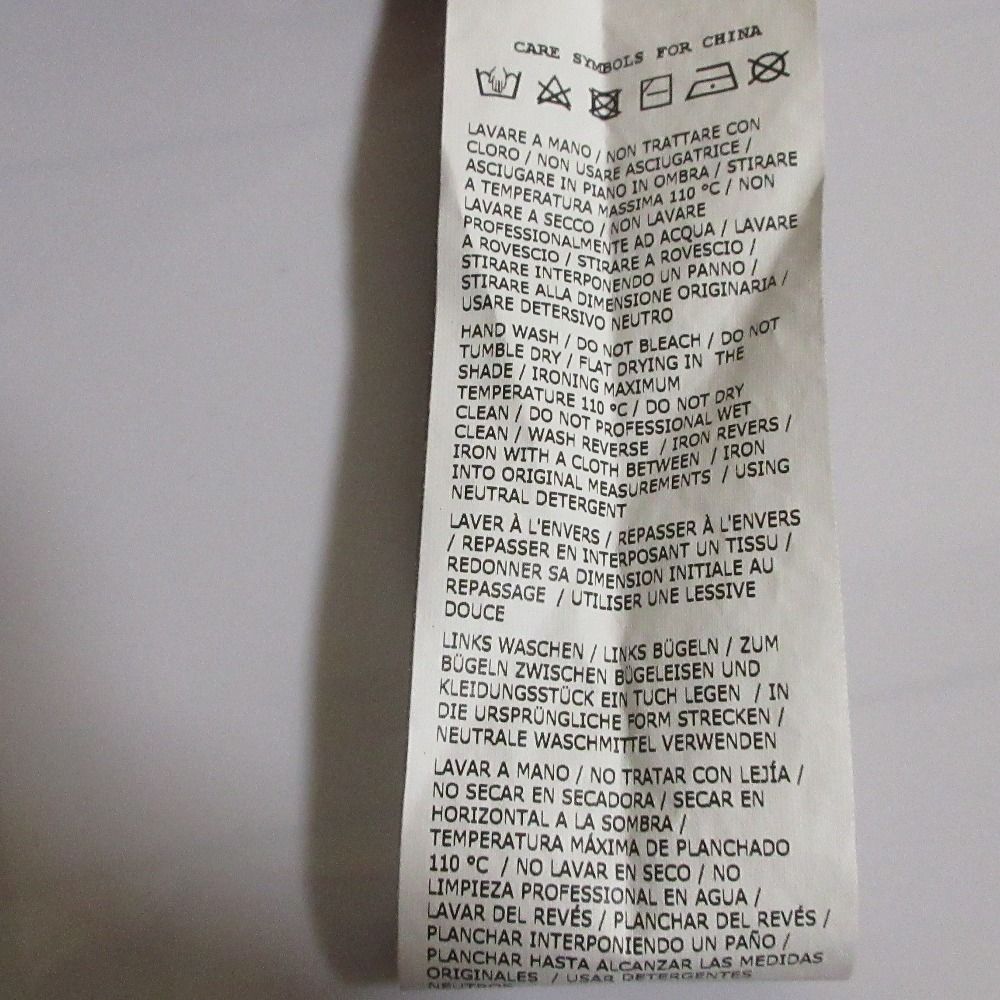 CARE SYMBOLS FOR CHINA
LAVARE A MANO / NON TRATTARE CON
CLORO / NON USARE ASCIUGATRICE /
ASCIUGARE IN PIANO IN OMBRA / STIRARE
A TEMPERATURA MASSIMA 110 °C / NON
LAVARE A SECCO / NON LAVARE
PROFESSIONALMENTE AD ACQUA / LAVARE
A ROVESCIO / STIRARE A ROVESCIO /
STIRARE INTERPONENDO UN PANNO /
STIRARE ALLA DIMENSIONE ORIGINARIA /
USARE DETERSIVO NEUTRO
HAND WASH / DO NOT BLEACH / DO NOT
TUMBLE DRY / FLAT DRYING IN THE
SHADE / IRONING MAXIMUM
TEMPERATURE 110 °C / DO NOT DRY
CLEAN / DO NOT PROFESSIONAL WET
CLEAN / WASH REVERSE / IRON REVERS /
IRON WITH A CLOTH BETWEEN / IRON
INTO ORIGINAL MEASUREMENTS / USING
NEUTRAL DETERGENT
LAVER À L'ENVERS / REPASSER À L'ENVERS
/ REPASSER EN INTERPOSANT UN TISSU /
REDONNER SA DIMENSION INITIALE AU
REPASSAGE / UTILISER UNE LESSIVE
DOUCE
LINKS WASCHEN / LINKS BÜGELN / ZUM
BÜGELN ZWISCHEN BÜGELEISEN UND
KLEIDUNGSSTÜCK EIN TUCH LEGEN / IN
DIE URSPRÜNGLICHE FORM STRECKEN /
NEUTRALE WASCHMITTEL VERWENDEN
LAVAR A MANO / NO TRATAR CON LEJÍA /
NO SECAR EN SECADORA / SECAR EN
HORIZONTAL A LA SOMBRA /
TEMPERATURA MÁXIMA DE PLANCHADO
110 °C / NO LAVAR EN SECO / NO
LIMPIEZA PROFESSIONAL EN AGUA /
LAVAR DEL REVÉS / PLANCHAR DEL REVÉS /
PLANCHAR INTERPONIENDO UN PAÑO /
PLANCHAR HASTA ALCANZAR LAS MEDIDAS
ORIGINALES / USAR DETERGENTES
NEUTROS